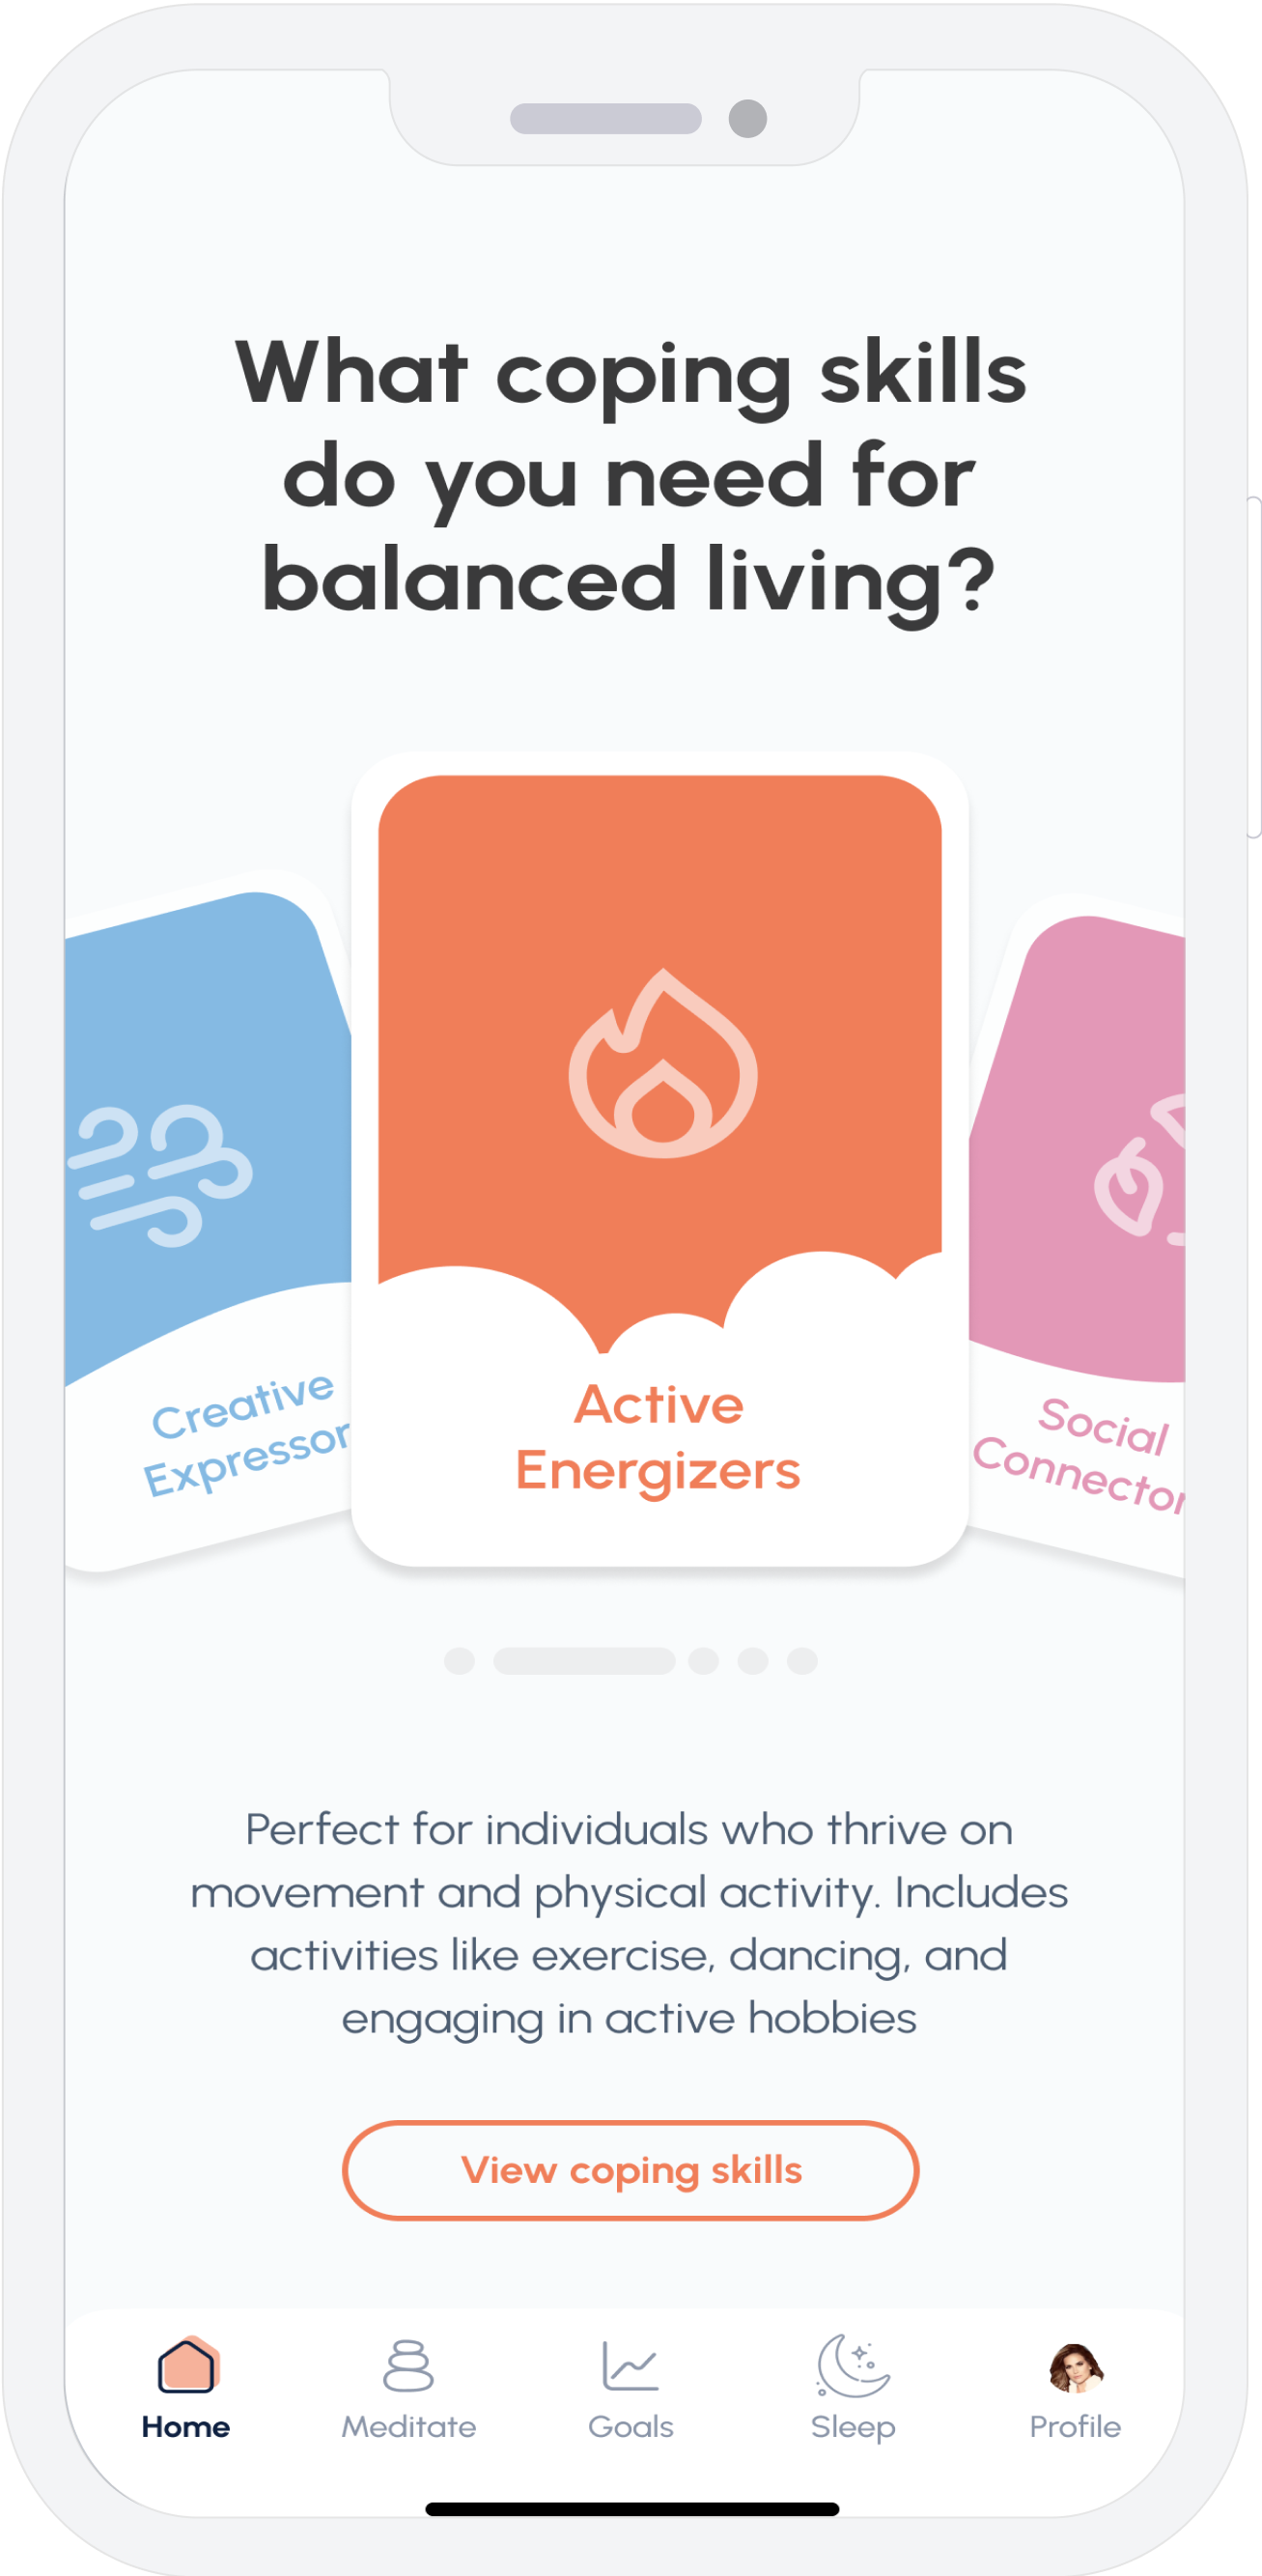 What coping skills
do you need for
balanced living?
Creative
Expressor
Active
Energizers
Social
Connector
Perfect for individuals who thrive on
movement and physical activity. Includes
activities like exercise, dancing, and
engaging in active hobbies
View coping skills
Home
Meditate
Goals
Sleep
Profile